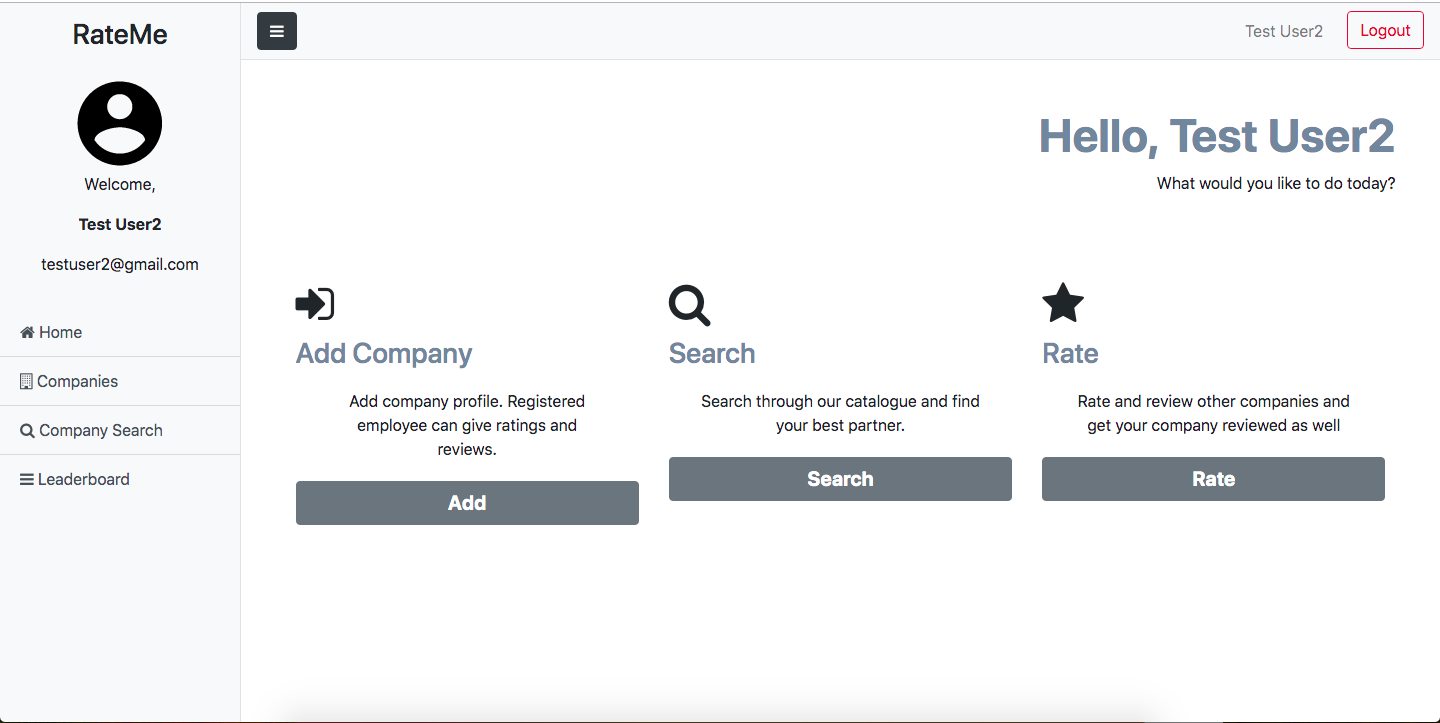 RateMe
Welcome,
Test User2
testuser2@gmail.com
Home
Companies
Company Search
Leaderboard
Test User2
Logout
Hello, Test User2
What would you like to do today?
Add Company
Add company profile. Registered
employee can give ratings and
reviews.
Add
Search
Search through our catalogue and find
your best partner.
Search
Rate
Rate and review other companies and
get your company reviewed as well
Rate